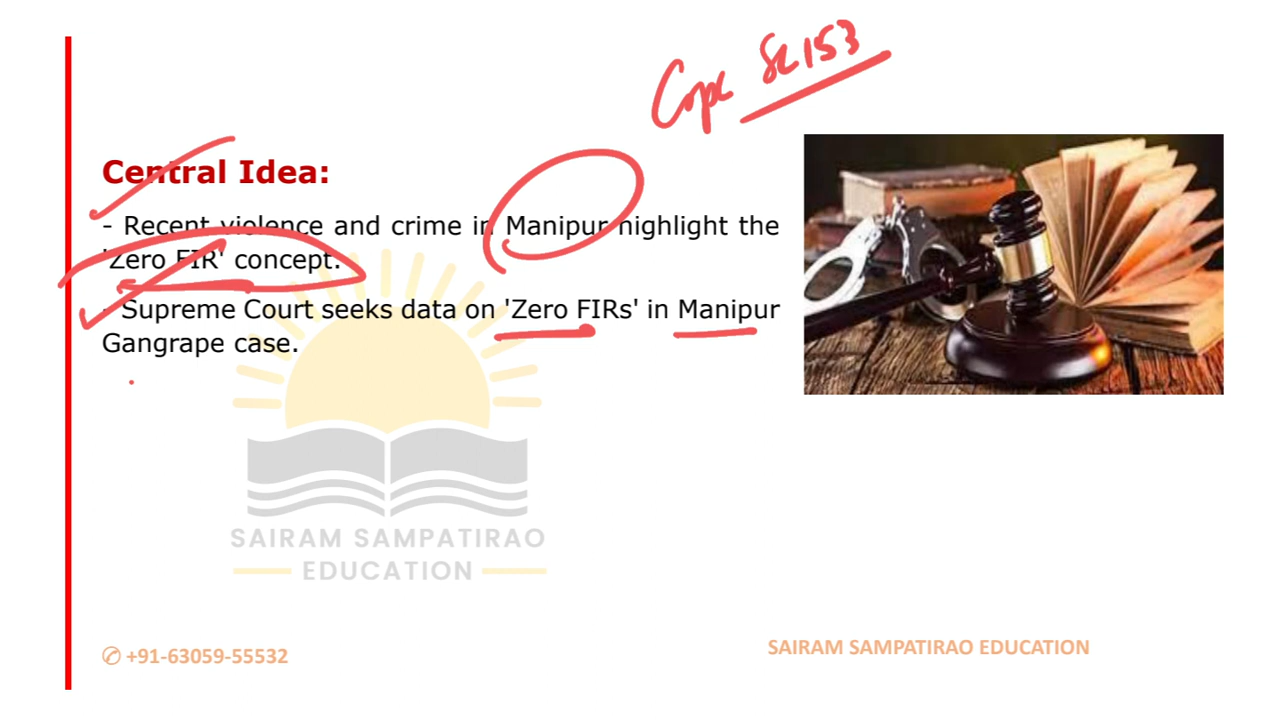 Crpc Sec 153
Central Idea:
- Recent violence and crime in Manipur highlight the
'Zero FIR' concept.
- Supreme Court seeks data on 'Zero FIRs' in Manipur
Gangrape case.
SAIRAM SAMPATIRAO
EDUCATION
✆ +91-63059-55532
SAIRAM SAMPATIRAO EDUCATION